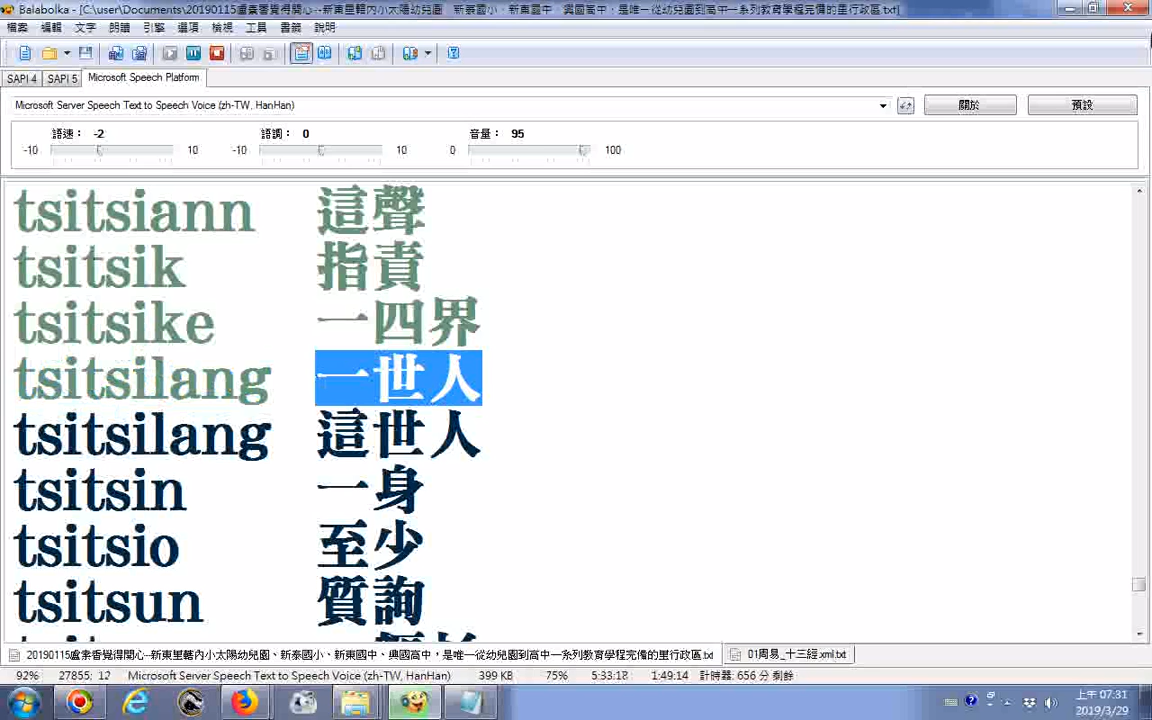 Balabolka - [C:\user\Documents\20190115盧素香覺得開心--新東里轄內小太陽幼兒園、新泰國小、新東國中、興國高中，是唯一從幼兒園到高中一系列教育學程完備的里行政區.txt]
檔案 編輯 文字 朗讀 引擎 選項 檢視 工具 書籤 說明
SAPI 4 SAPI 5 Microsoft Speech Platform
Microsoft Server Speech Text to Speech Voice (zh-TW, HanHan) 關於 預設
語速： -2 語調： 0 音量： 95
-10 10 -10 10 0 100
tsitsiann 這聲
tsitsik 指責
tsitsike 一四界
tsitsilang 一世人
tsitsilang 這世人
tsitsin 一身
tsitsio 至少
tsitsun 質詢
20190115盧素香覺得開心--新東里轄內小太陽幼兒園、新泰國小、新東國中、興國高中，是唯一從幼兒園到高中一系列教育學程完備的里行政區.txt 01周易_十三經.xml.txt
92% 27855: 12 Microsoft Server Speech Text to Speech Voice (zh-TW, HanHan) 399 KB 75% 5:33:18 1:49:14 計時器: 656 分 剩餘
上午 07:31
2019/3/29